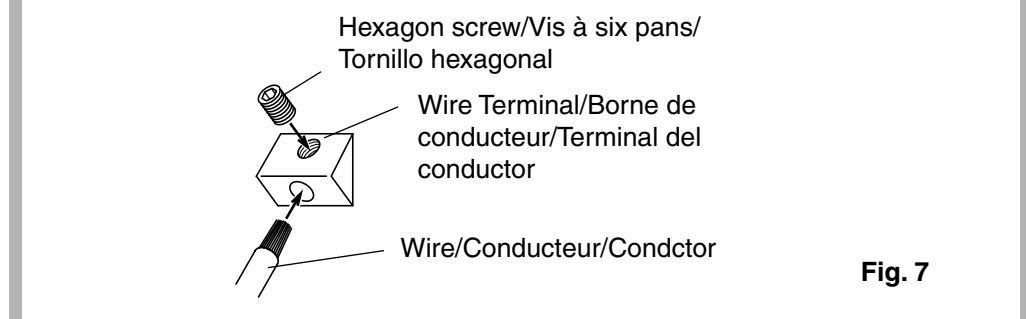 Hexagon screw/Vis à six pans/
Tornillo hexagonal
Wire Terminal/Borne de
conducteur/Terminal del
conductor
Wire/Conducteur/Condctor
Fig. 7